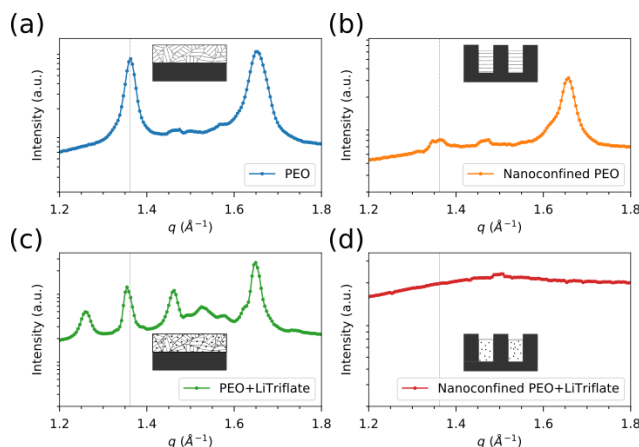 (a)
Intensity (a.u.)
PEO
1.2 1.4 1.6 1.8
q (Å⁻¹)
(b)
Intensity (a.u.)
Nanoconfined PEO
1.2 1.4 1.6 1.8
q (Å⁻¹)
(c)
Intensity (a.u.)
PEO+LiTriflate
1.2 1.4 1.6 1.8
q (Å⁻¹)
(d)
Intensity (a.u.)
Nanoconfined PEO+LiTriflate
1.2 1.4 1.6 1.8
q (Å⁻¹)